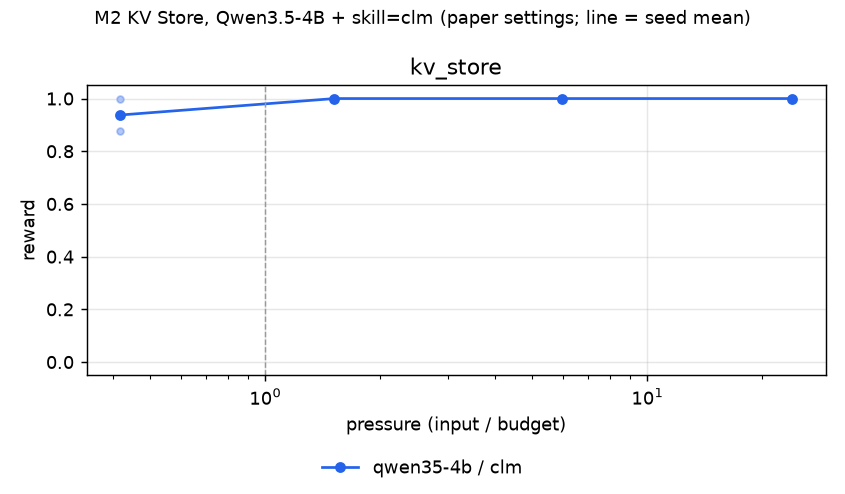 M2 KV Store, Qwen3.5-4B + skill=clm (paper settings; line = seed mean)
kv_store
1.0
0.8
0.6
0.4
0.2
0.0
reward
10⁰
10¹
pressure (input / budget)
qwen35-4b / clm